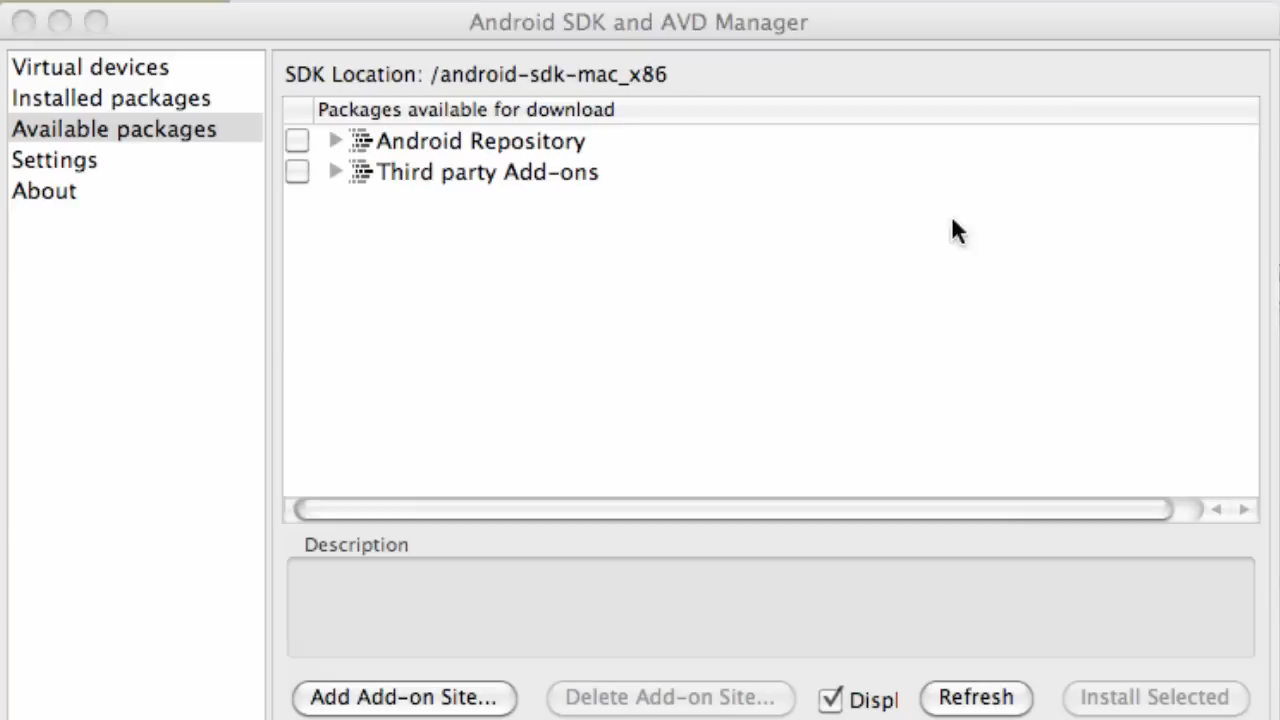 Android SDK and AVD Manager
Virtual devices
Installed packages
Available packages
Settings
About
SDK Location: /android-sdk-mac_x86
Packages available for download
Android Repository
Third party Add-ons
Description
Add Add-on Site...
Delete Add-on Site...
Displ
Refresh
Install Selected